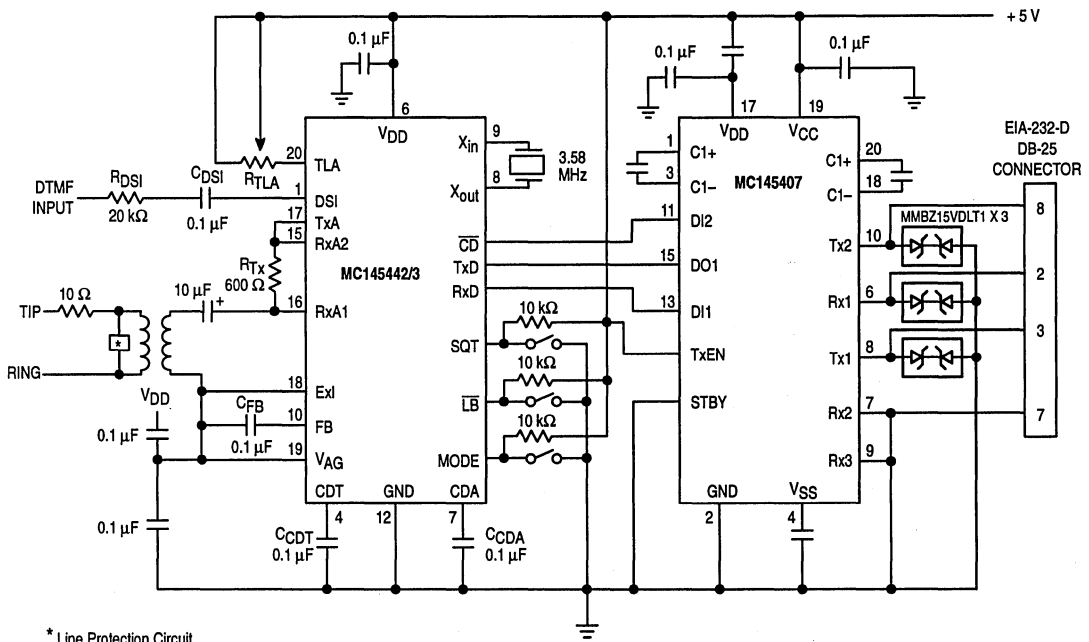 + 5 V
0.1 µF
0.1 µF
0.1 µF
6
17
19
VDD
VDD
VCC
EIA-232-D
DB-25
CONNECTOR
RTLA
20
TLA
Xin
9
3.58
MHz
Xout
8
1
C1+
3
C1–
MC145407
C1+
20
C1–
18
DTMF
INPUT
RDSI
20 kΩ
CDSI
0.1 µF
1
DSI
17
TxA
15
RxA2
RTx
600 Ω
MC145442/3
CD
TxD
RxD
11
DI2
15
DO1
13
DI1
MMBZ15VDLT1 X 3
Tx2
10
8
Rx1
6
2
Tx1
8
3
TIP
10 Ω
*
RING
10 µF
+
16
RxA1
SQT
10 kΩ
TxEN
LB
10 kΩ
STBY
MODE
10 kΩ
18
ExI
CFB
0.1 µF
10
FB
19
VAG
VDD
0.1 µF
0.1 µF
Rx2
7
7
Rx3
9
CDT
GND
CDA
GND
VSS
4
12
7
2
4
CCDT
0.1 µF
CCDA
0.1 µF
* Line Protection Circuit